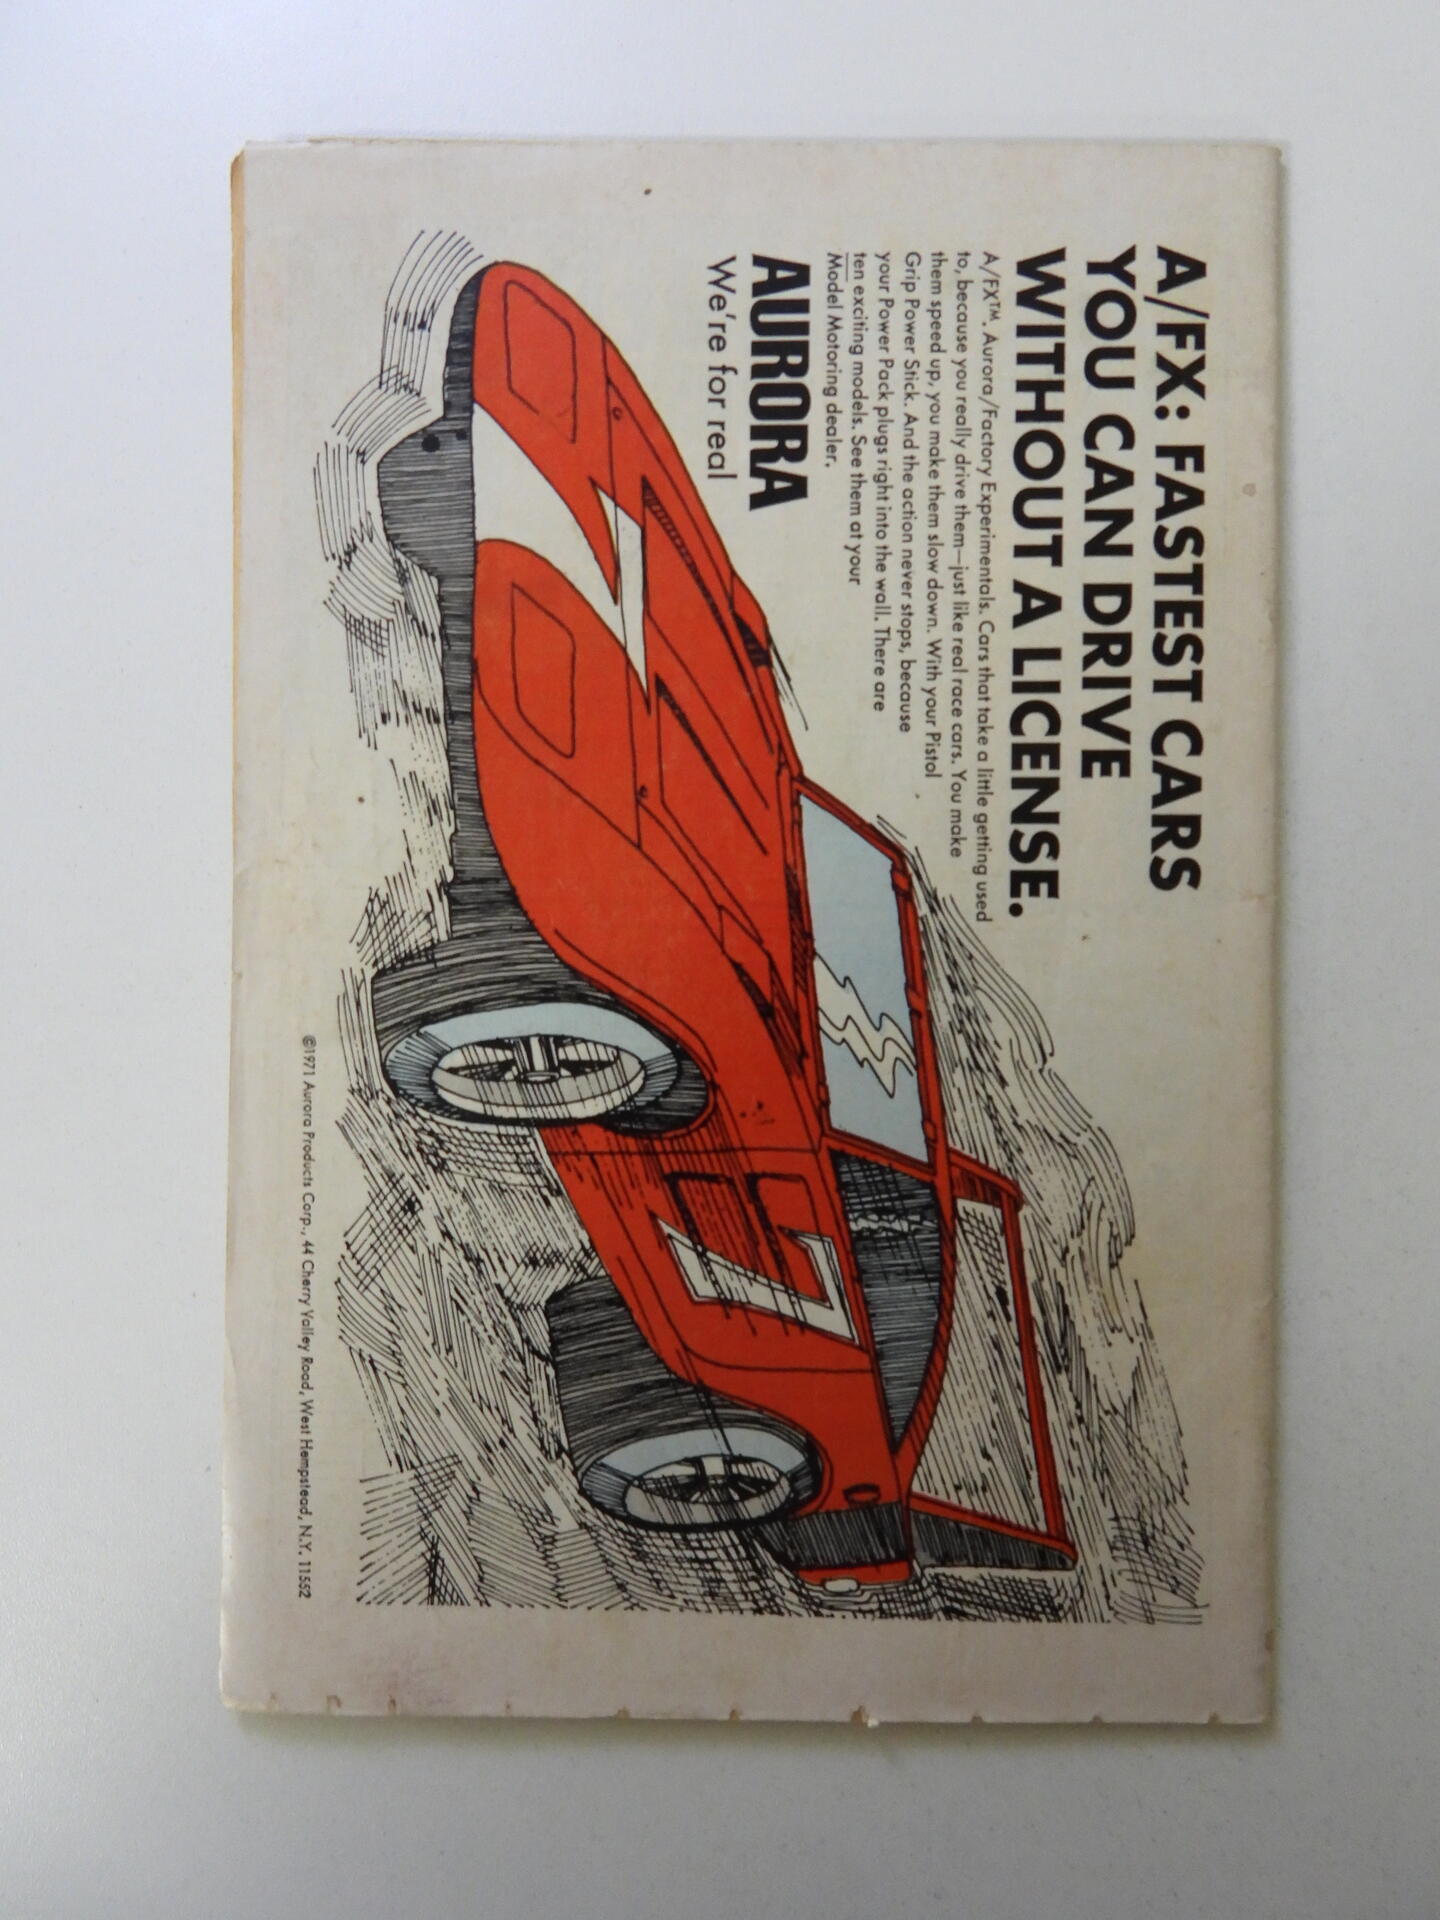 A/FX: FASTEST CARS
YOU CAN DRIVE
WITHOUT A LICENSE.
A/FX™. Aurora/Factory Experimentals. Cars that take a little getting used
to, because you really drive them—just like real race cars. You make
them speed up, you make them slow down. With your Pistol
Grip Power Stick. And the action never stops, because
your Power Pack plugs right into the wall. There are
ten exciting models. See them at your
Model Motoring dealer.
AURORA
We're for real
7
7
©1971 Aurora Products Corp., 44 Cherry Valley Road, West Hempstead, N.Y. 11552